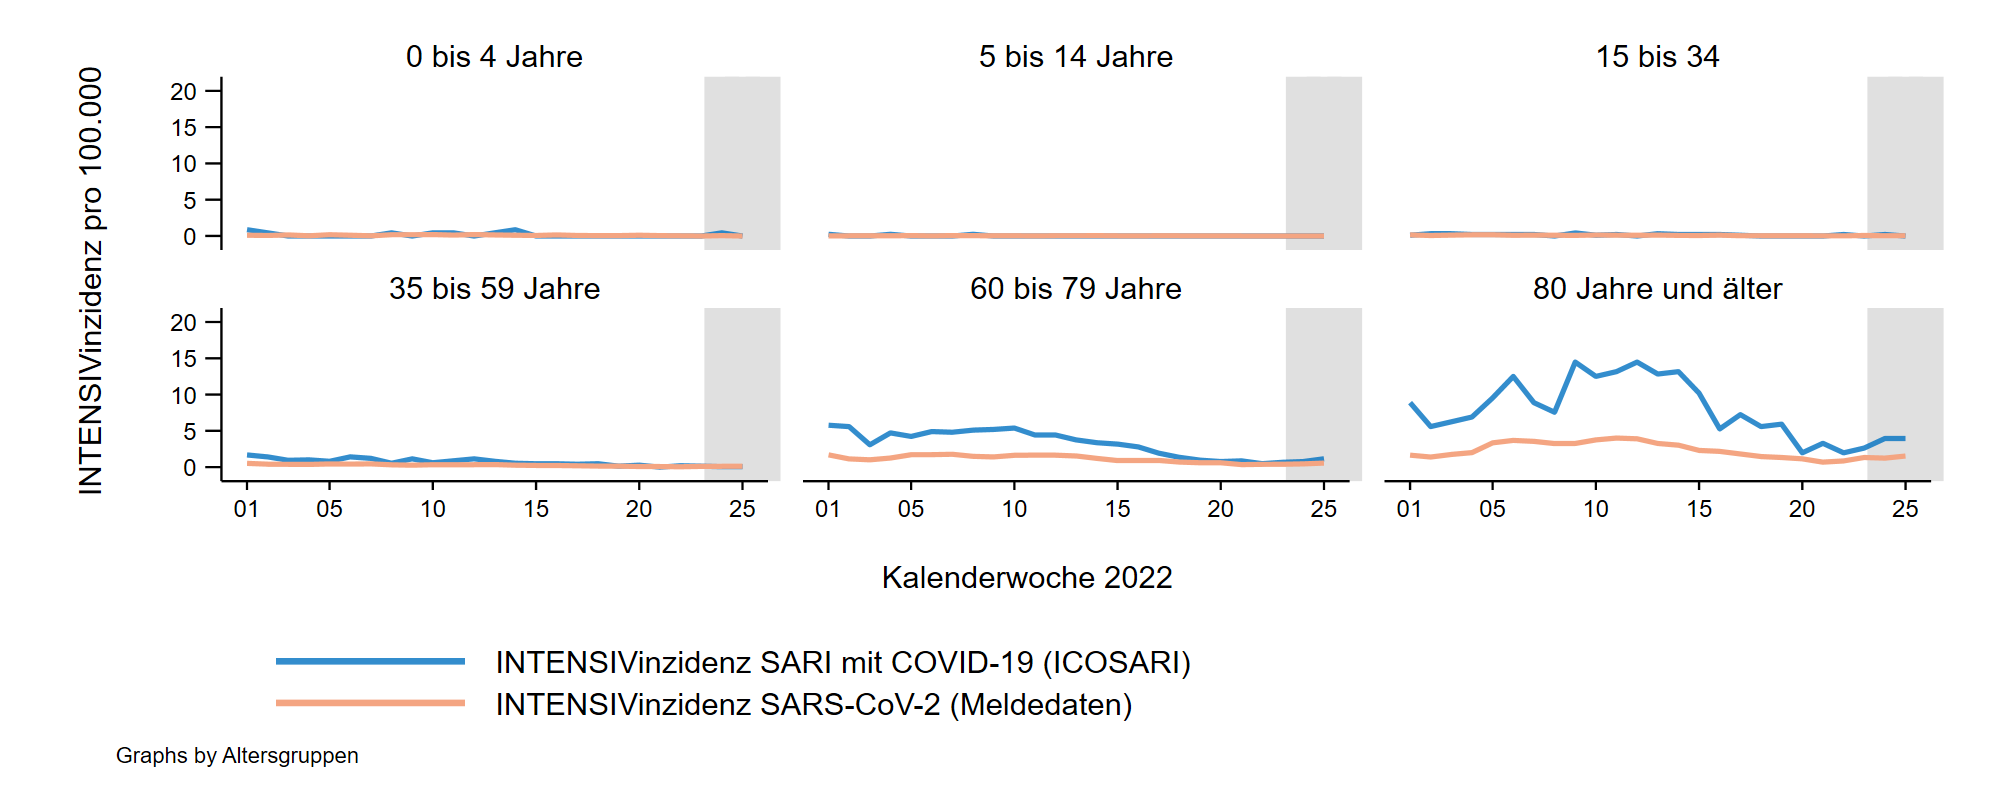 INTENSIVinzidenz pro 100.000
0 bis 4 Jahre
5 bis 14 Jahre
15 bis 34
20
15
10
5
0
35 bis 59 Jahre
60 bis 79 Jahre
80 Jahre und älter
20
15
10
5
0
01 05 10 15 20 25
01 05 10 15 20 25
01 05 10 15 20 25
Kalenderwoche 2022
INTENSIVinzidenz SARI mit COVID-19 (ICOSARI)
INTENSIVinzidenz SARS-CoV-2 (Meldedaten)
Graphs by Altersgruppen